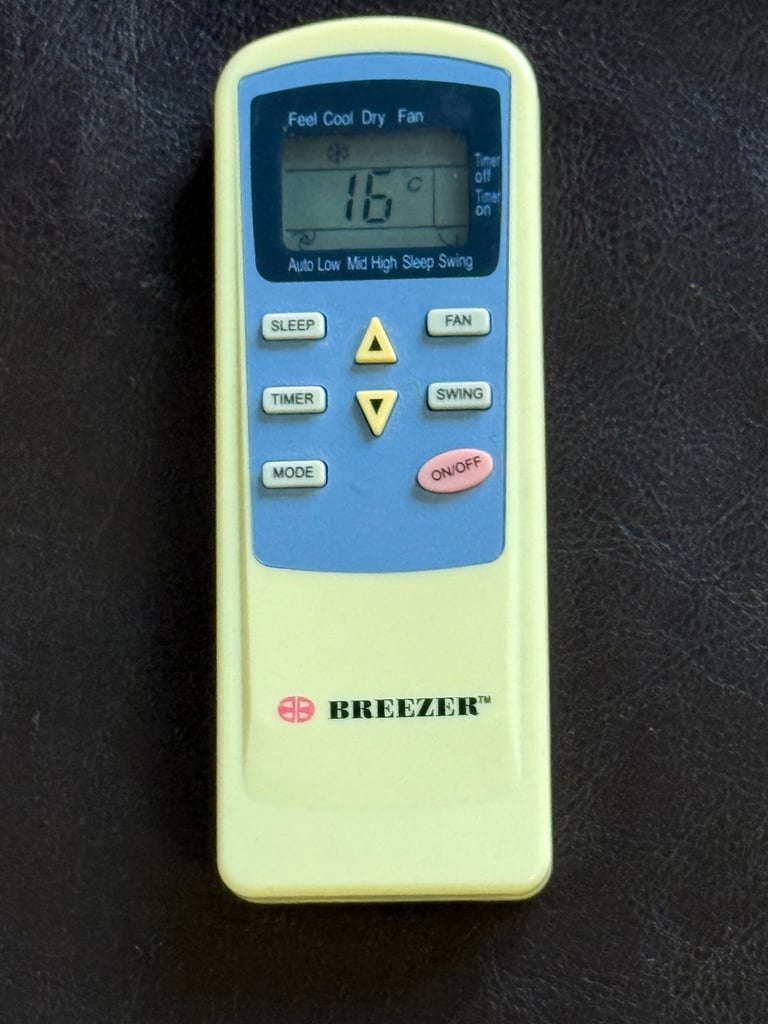 Feel Cool Dry Fan
Timer
off
16 C
Timer
on
Auto Low Mid High Sleep Swing
SLEEP
FAN
TIMER
SWING
MODE
ON/OFF
BREEZER™